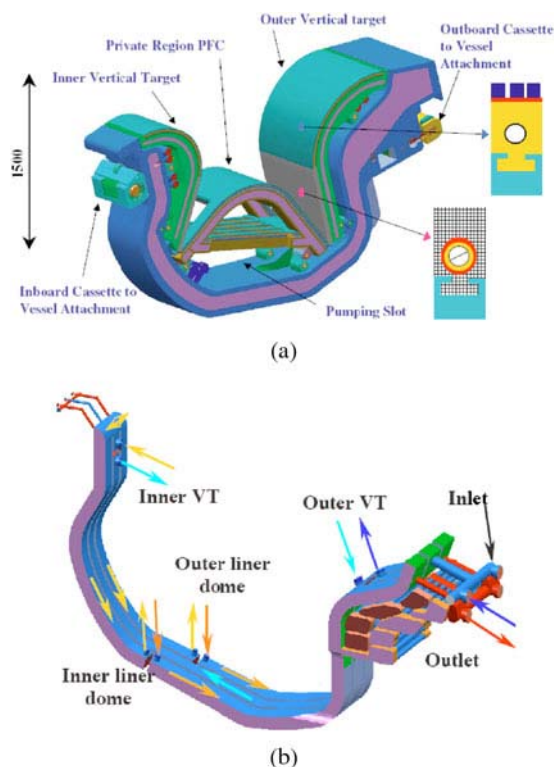 Outer Vertical target
Outboard Cassette
to Vessel
Attachment
Private Region PFC
Inner Vertical Target
1500
Inboard Cassette to
Vessel Attachment
Pumping Slot
(a)
Inner VT
Outer VT
Inlet
Outer liner
dome
Inner liner
dome
Outlet
(b)